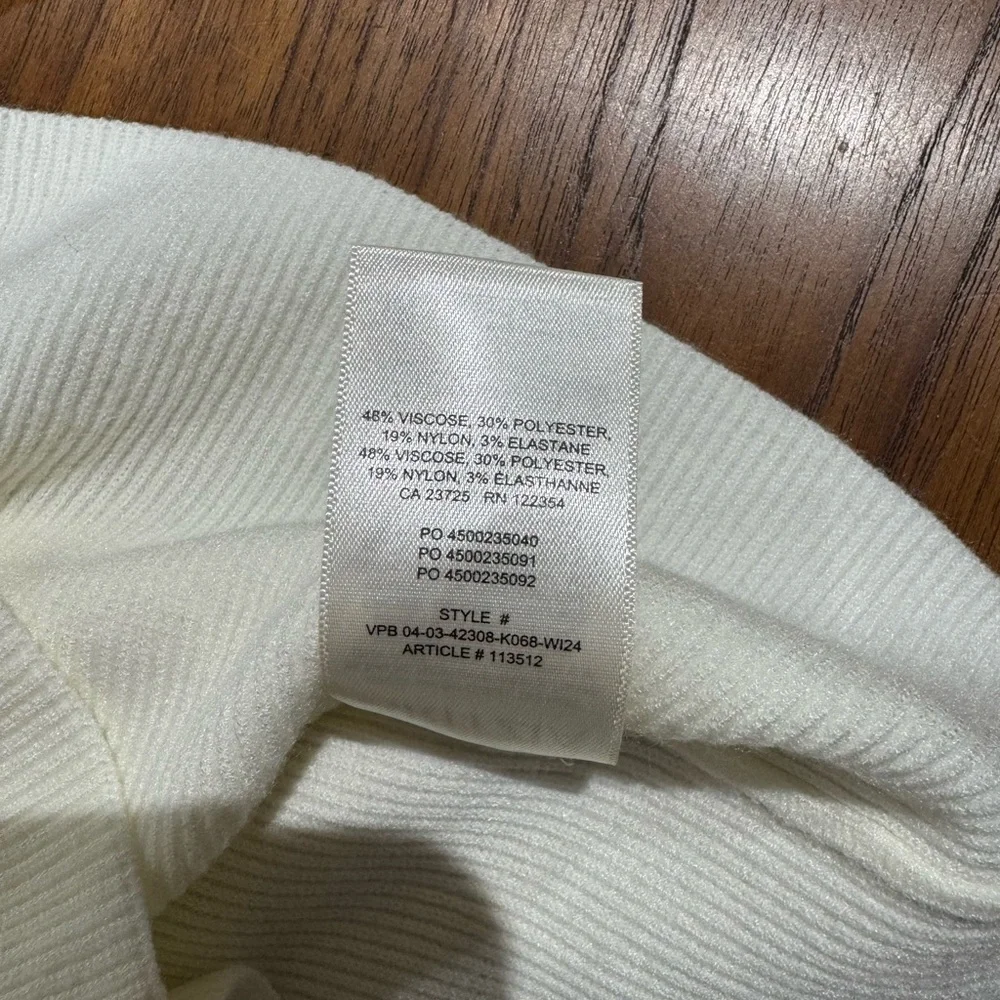 48% VISCOSE, 30% POLYESTER,
19% NYLON, 3% ELASTANE
48% VISCOSE, 30% POLYESTER,
19% NYLON, 3% ELASTHANNE
CA 23725 RN 122354
PO 4500235040
PO 4500235091
PO 4500235092
STYLE #
VPB 04-03-42308-K068-WI24
ARTICLE # 113512